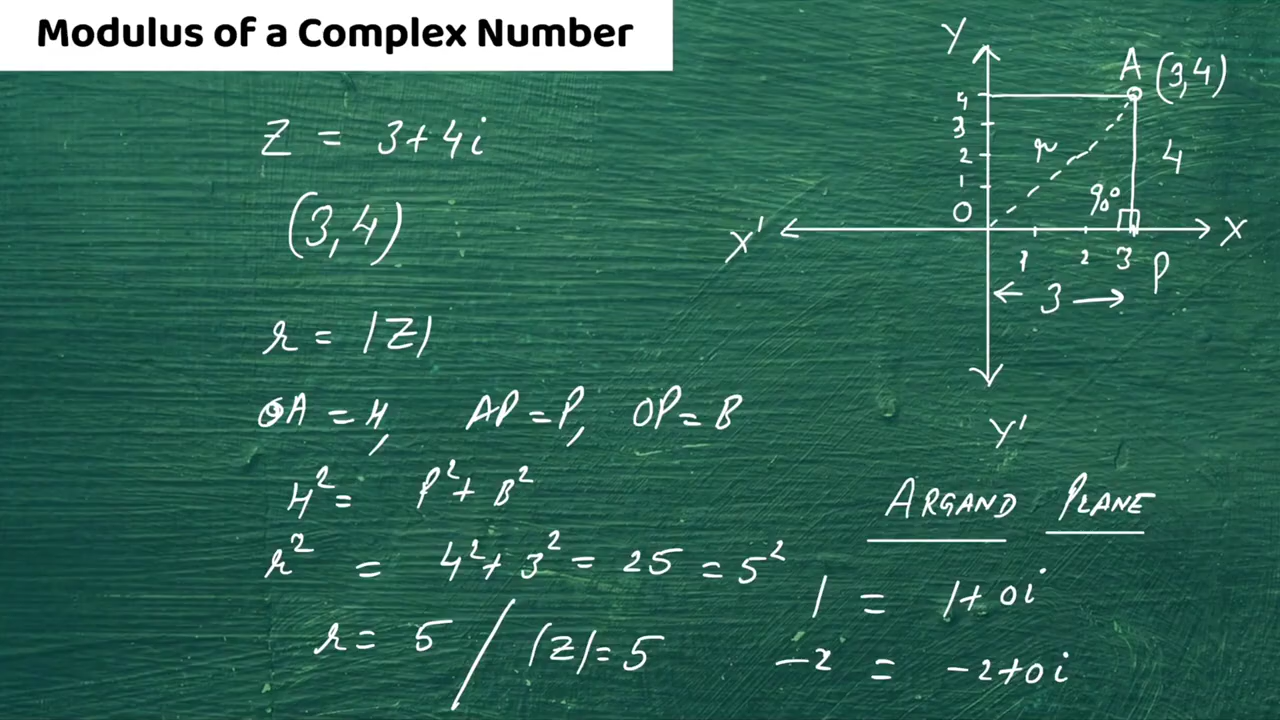 Modulus of a Complex Number
Z = 3+4i
(3,4)
r = |Z|
OA = H, AP = P, OP = B
H² = P² + B²
r² = 4² + 3² = 25 = 5²
r = 5 / |Z| = 5
Y
A (3,4)
4
3
2
1
O
r
4
90°
X'
X
1 2 3 P
← 3 →
Y'
ARGAND PLANE
1 = 1+0i
-2 = -2+0i